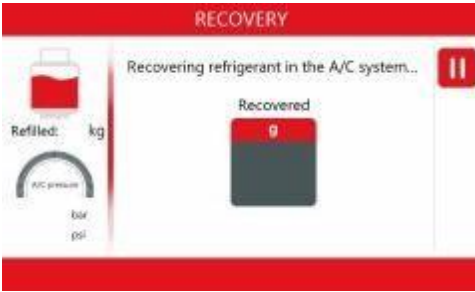 RECOVERY
Recovering refrigerant in the A/C system...
Recovered
g
Refilled: kg
A/C pressure
bar
psi